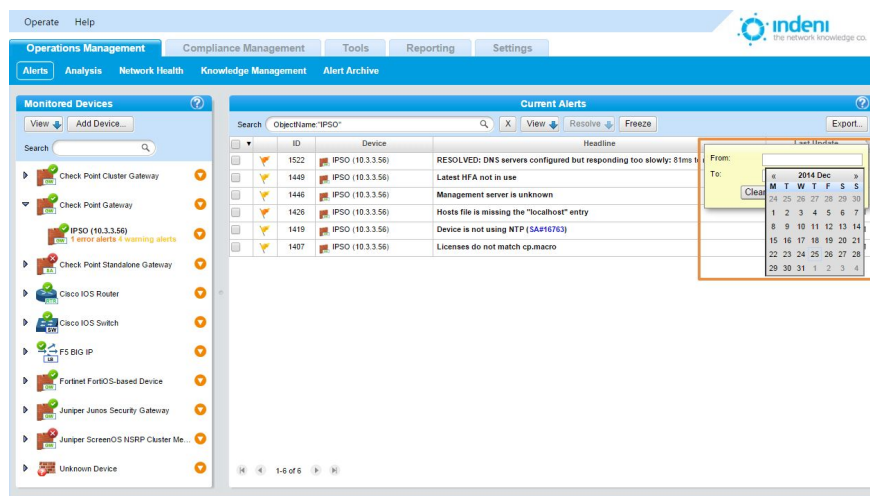 Operate Help
indeni
the network knowledge co.
Operations Management Compliance Management Tools Reporting Settings
Alerts Analysis Network Health Knowledge Management Alert Archive
Monitored Devices ?
View Add Device...
Search
Check Point Cluster Gateway
Check Point Gateway
IPSO (10.3.3.56)
1 error alerts 4 warning alerts
Check Point Standalone Gateway
Cisco IOS Router
Cisco IOS Switch
F5 BIG IP
Fortinet FortiOS-based Device
Juniper Junos Security Gateway
Juniper ScreenOS NSRP Cluster Me...
Unknown Device
Current Alerts ?
Search ObjectName:"IPSO" X View Resolve Freeze Export...
ID Device Headline Last Update
1522 IPSO (10.3.3.56) RESOLVED: DNS servers configured but responding too slowly: 81ms
1449 IPSO (10.3.3.56) Latest HFA not in use
1446 IPSO (10.3.3.56) Management server is unknown
1426 IPSO (10.3.3.56) Hosts file is missing the "localhost" entry
1419 IPSO (10.3.3.56) Device is not using NTP (SA#16763)
1407 IPSO (10.3.3.56) Licenses do not match cp.macro
From:
To:
Clear
« 2014 Dec »
M T W T F S S
24 25 26 27 28 29 30
1 2 3 4 5 6 7
8 9 10 11 12 13 14
15 16 17 18 19 20 21
22 23 24 25 26 27 28
29 30 31 1 2 3 4
1-6 of 6